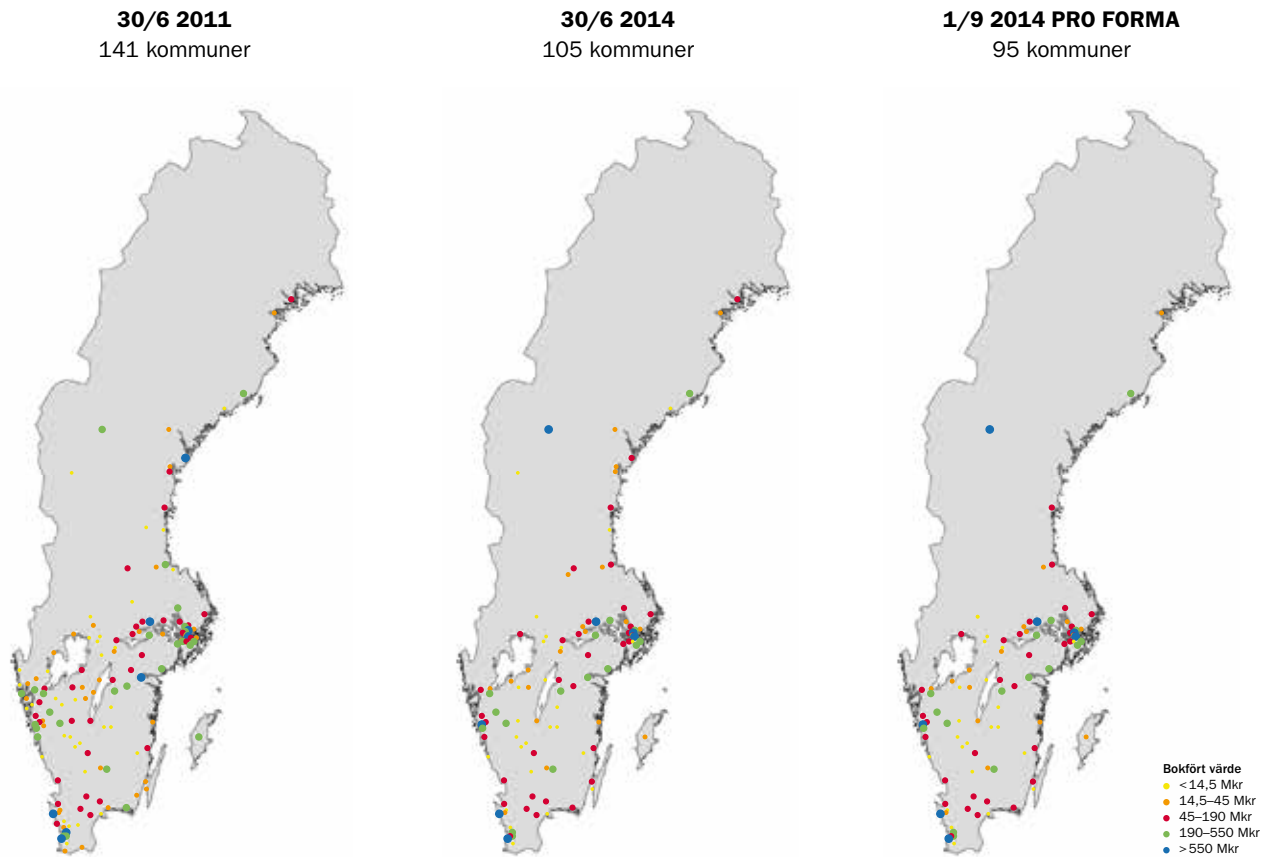 30/6 2011
141 kommuner
30/6 2014
105 kommuner
1/9 2014 PRO FORMA
95 kommuner
Bokfört värde
<14,5 Mkr
14,5–45 Mkr
45–190 Mkr
190–550 Mkr
>550 Mkr